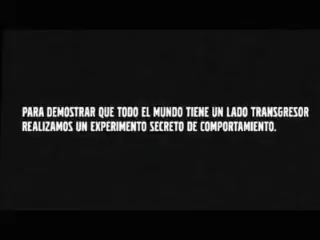 PARA DEMOSTRAR QUE TODO EL MUNDO TIENE UN LADO TRANSGRESOR
REALIZAMOS UN EXPERIMENTO SECRETO DE COMPORTAMIENTO.